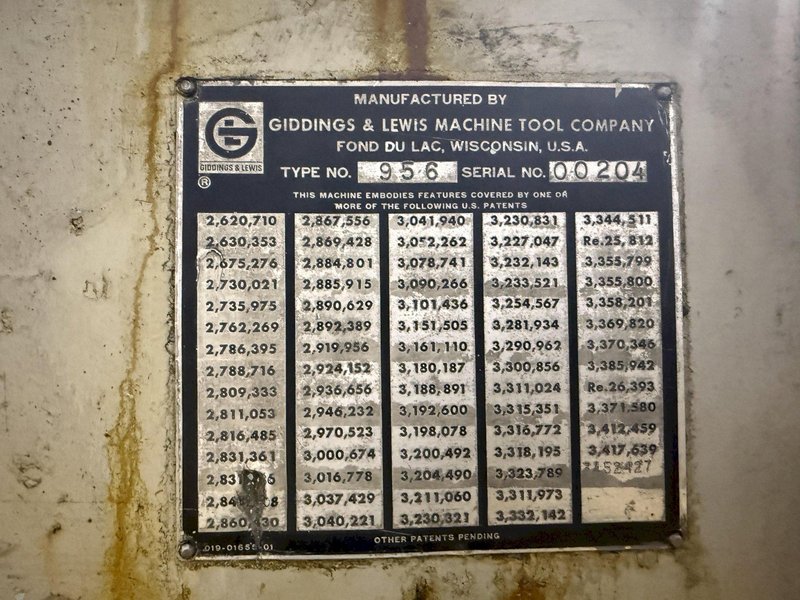 MANUFACTURED BY
GIDDINGS & LEWIS MACHINE TOOL COMPANY
GIDDINGS & LEWIS
®
FOND DU LAC, WISCONSIN, U.S.A.
TYPE NO. 956 SERIAL NO. 00204
THIS MACHINE EMBODIES FEATURES COVERED BY ONE OR
MORE OF THE FOLLOWING U.S. PATENTS
2,620,710 2,867,556 3,041,940 3,230,831 3,344,511
2,630,353 2,869,428 3,052,262 3,227,047 Re.25,812
2,675,276 2,884,801 3,078,741 3,232,143 3,355,799
2,730,021 2,885,915 3,090,266 3,233,521 3,355,800
2,735,975 2,890,629 3,101,436 3,254,567 3,358,201
2,762,269 2,892,389 3,151,505 3,281,934 3,369,820
2,786,395 2,919,956 3,161,110 3,290,962 3,370,346
2,788,716 2,924,152 3,180,187 3,300,856 3,385,942
2,809,333 2,936,656 3,188,891 3,311,024 Re.26,393
2,811,053 2,946,232 3,192,600 3,315,351 3,371,580
2,816,485 2,970,523 3,198,078 3,316,772 3,412,459
2,831,361 3,000,674 3,200,492 3,318,195 3,417,639
3,016,778 3,204,490 3,323,789
3,037,429 3,211,060 3,311,973
2,860,430 3,040,221 3,230,321 3,332,142
OTHER PATENTS PENDING